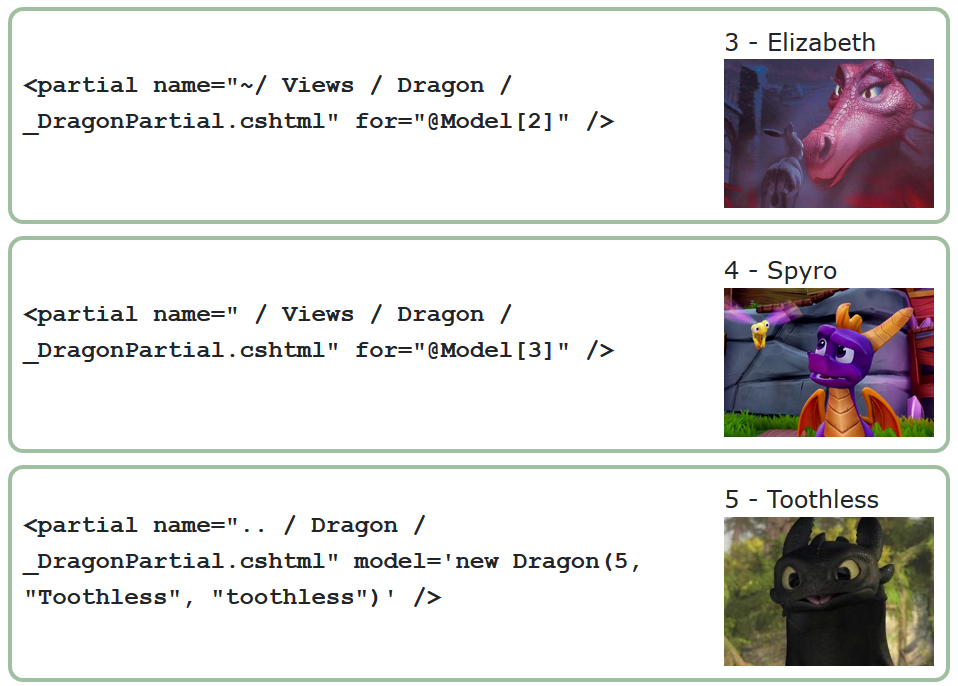 3 - Elizabeth
<partial name="~/ Views / Dragon /
_DragonPartial.cshtml" for="@Model[2]" />
4 - Spyro
<partial name=" / Views / Dragon /
_DragonPartial.cshtml" for="@Model[3]" />
5 - Toothless
<partial name=".. / Dragon /
_DragonPartial.cshtml" model='new Dragon(5,
"Toothless", "toothless")' />